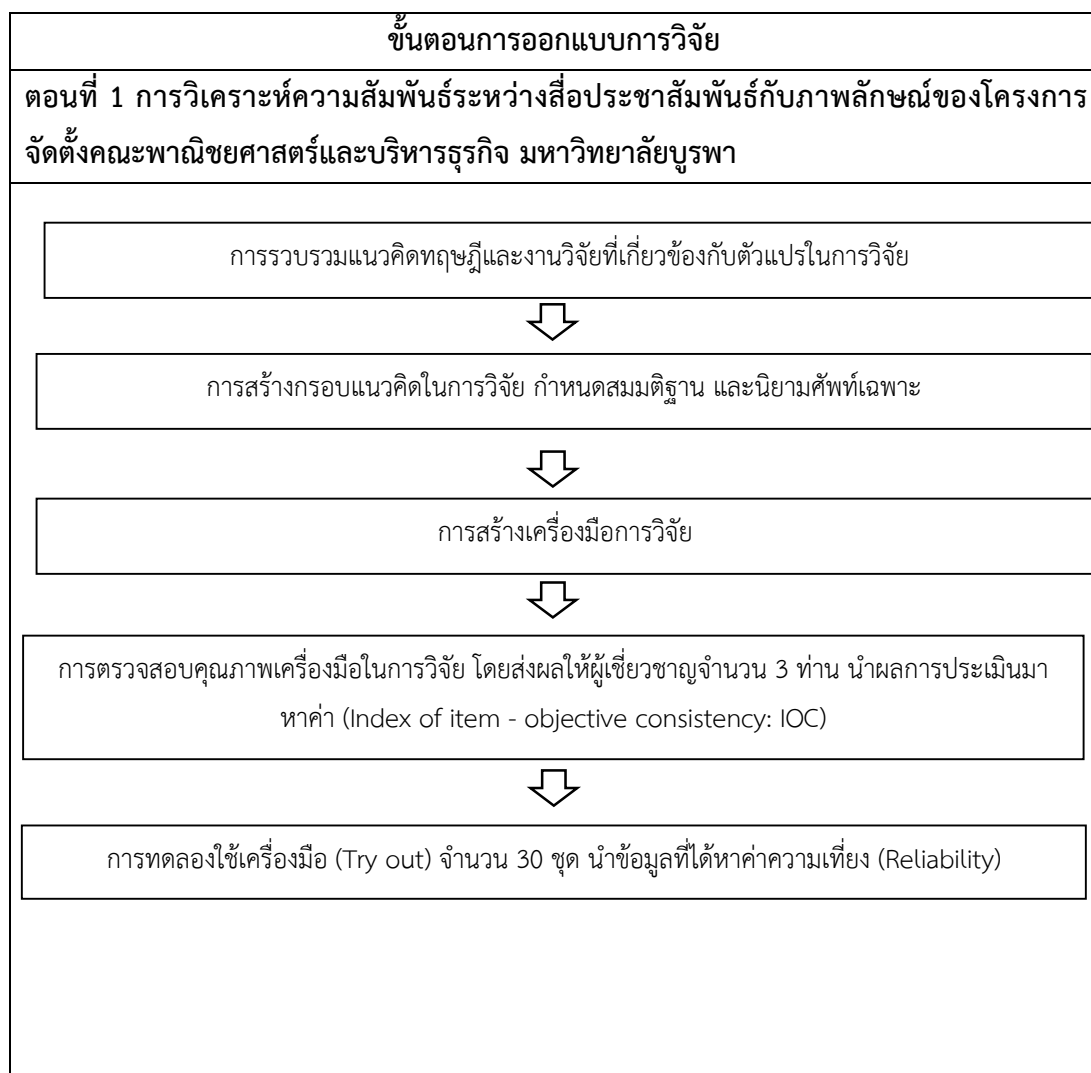 ขั้นตอนการออกแบบการวิจัย
ตอนที่ 1 การวิเคราะห์ความสัมพันธ์ระหว่างสื่อประชาสัมพันธ์กับภาพลักษณ์ของโครงการ
จัดตั้งคณะพาณิชยศาสตร์และบริหารธุรกิจ มหาวิทยาลัยบูรพา
การรวบรวมแนวคิดทฤษฎีและงานวิจัยที่เกี่ยวข้องกับตัวแปรในการวิจัย
การสร้างกรอบแนวคิดในการวิจัย กำหนดสมมติฐาน และนิยามศัพท์เฉพาะ
การสร้างเครื่องมือการวิจัย
การตรวจสอบคุณภาพเครื่องมือในการวิจัย โดยส่งผลให้ผู้เชี่ยวชาญจำนวน 3 ท่าน นำผลการประเมินมา
หาค่า (Index of item - objective consistency: IOC)
การทดลองใช้เครื่องมือ (Try out) จำนวน 30 ชุด นำข้อมูลที่ได้หาค่าความเที่ยง (Reliability)